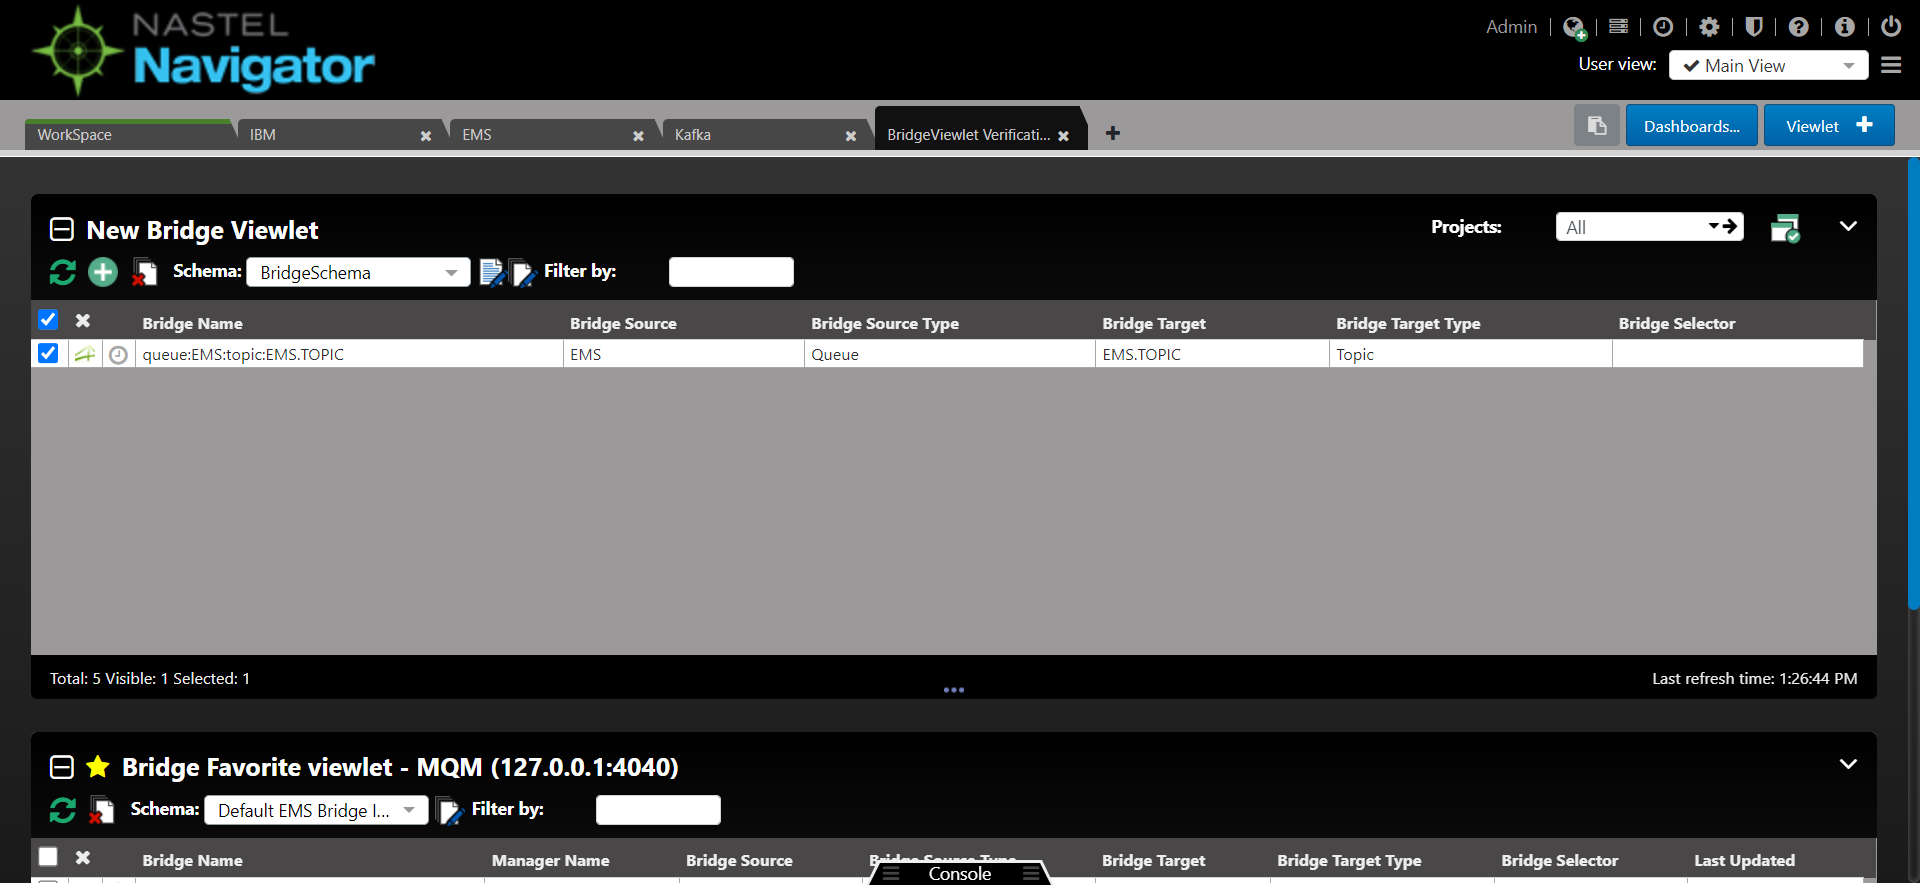 NASTEL
Navigator
Admin
User view: Main View
WorkSpace IBM EMS Kafka BridgeViewlet Verificati...
Dashboards... Viewlet
New Bridge Viewlet
Projects: All
Schema: BridgeSchema Filter by:
Bridge Name Bridge Source Bridge Source Type Bridge Target Bridge Target Type Bridge Selector
queue:EMS:topic:EMS.TOPIC EMS Queue EMS.TOPIC Topic
Total: 5 Visible: 1 Selected: 1
Last refresh time: 1:26:44 PM
Bridge Favorite viewlet - MQM (127.0.0.1:4040)
Schema: Default EMS Bridge I... Filter by:
Bridge Name Manager Name Bridge Source Bridge Source Type Bridge Target Bridge Target Type Bridge Selector Last Updated
Console